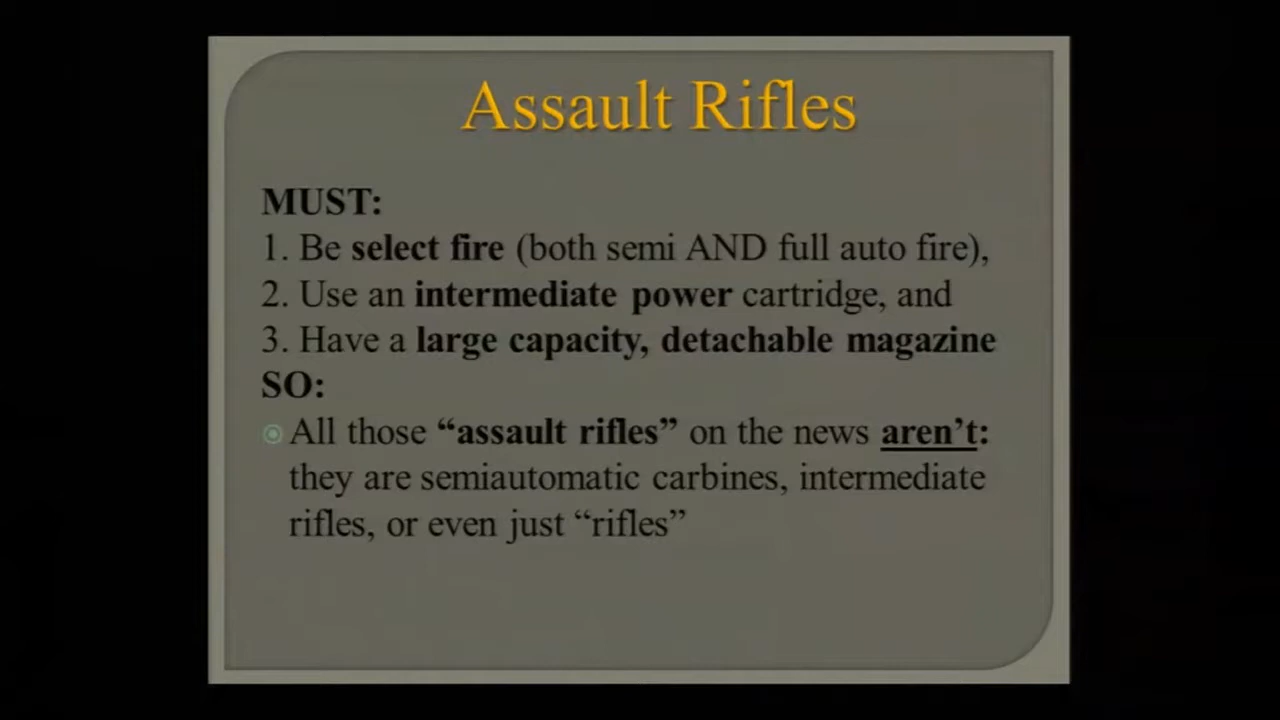 Assault Rifles
MUST:
1. Be select fire (both semi AND full auto fire),
2. Use an intermediate power cartridge, and
3. Have a large capacity, detachable magazine
SO:
All those “assault rifles” on the news aren’t:
they are semiautomatic carbines, intermediate
rifles, or even just “rifles”